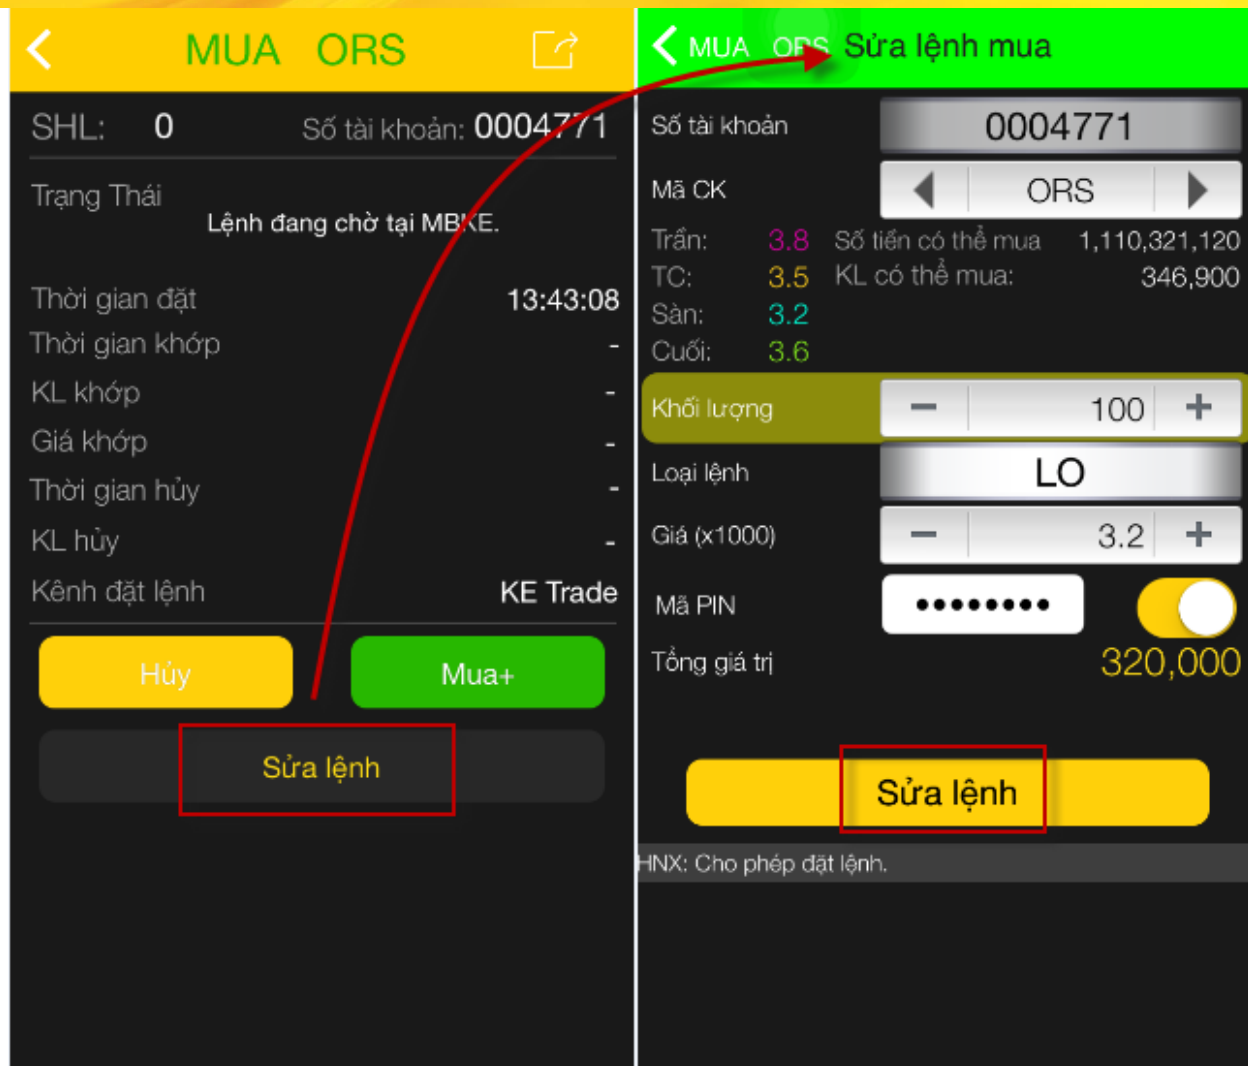 MUA ORS
SHL: 0 Số tài khoản: 0004771
Trạng Thái
Lệnh đang chờ tại MBKE.
Thời gian đặt 13:43:08
Thời gian khớp -
KL khớp -
Giá khớp -
Thời gian hủy -
KL hủy -
Kênh đặt lệnh KE Trade
Hủy Mua+
Sửa lệnh
MUA ORS Sửa lệnh mua
Số tài khoản 0004771
Mã CK ORS
Trần: 3.8 Số tiền có thể mua 1,110,321,120
TC: 3.5 KL có thể mua: 346,900
Sàn: 3.2
Cuối: 3.6
Khối lượng − 100 +
Loại lệnh LO
Giá (x1000) − 3.2 +
Mã PIN ••••••••
Tổng giá trị 320,000
Sửa lệnh
HNX: Cho phép đặt lệnh.